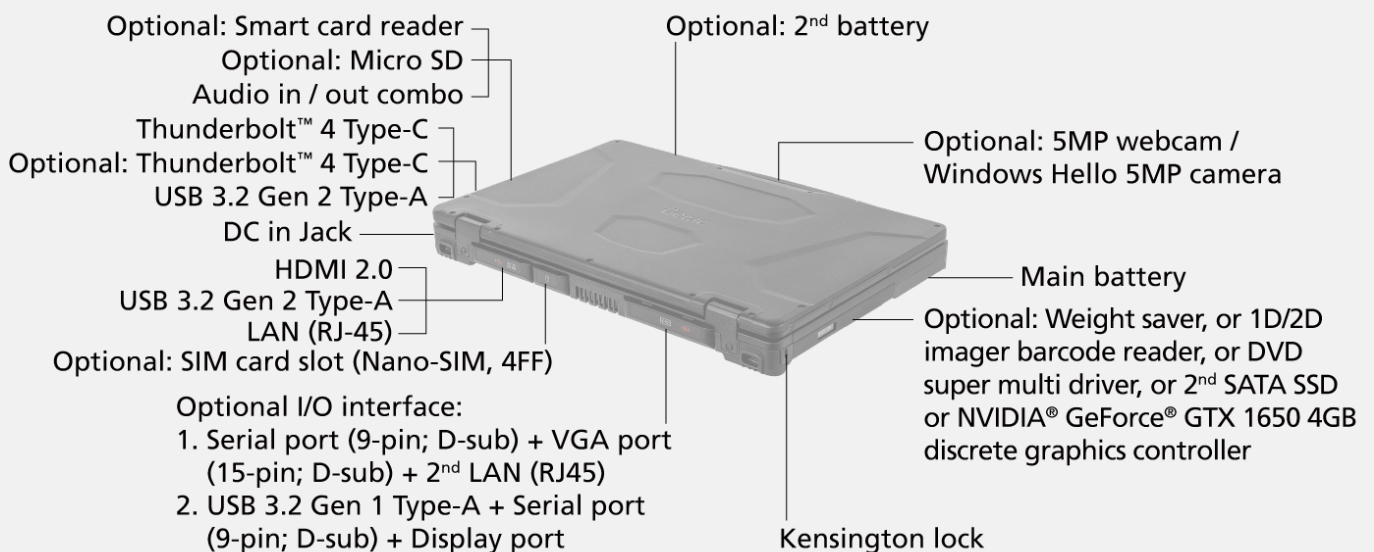 Optional: Smart card reader
Optional: Micro SD
Audio in / out combo
Thunderbolt™ 4 Type-C
Optional: Thunderbolt™ 4 Type-C
USB 3.2 Gen 2 Type-A
DC in Jack
HDMI 2.0
USB 3.2 Gen 2 Type-A
LAN (RJ-45)
Optional: SIM card slot (Nano-SIM, 4FF)
Optional I/O interface:
1. Serial port (9-pin; D-sub) + VGA port
(15-pin; D-sub) + 2nd LAN (RJ45)
2. USB 3.2 Gen 1 Type-A + Serial port
(9-pin; D-sub) + Display port
Optional: 2nd battery
Optional: 5MP webcam /
Windows Hello 5MP camera
Main battery
Optional: Weight saver, or 1D/2D
imager barcode reader, or DVD
super multi driver, or 2nd SATA SSD
or NVIDIA® GeForce® GTX 1650 4GB
discrete graphics controller
Kensington lock
Getac